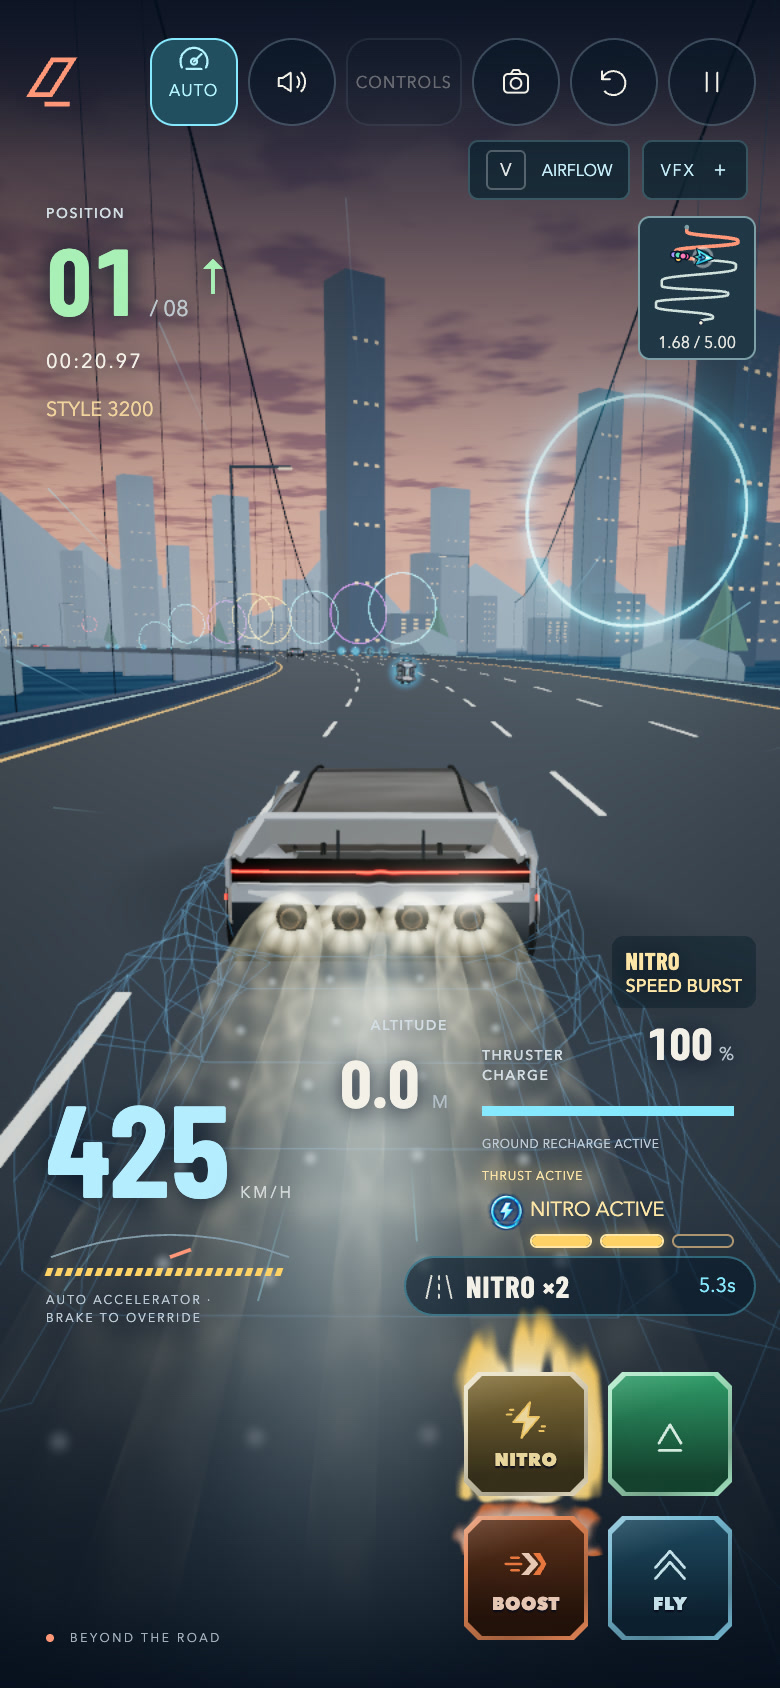 AUTO
CONTROLS
V AIRFLOW
VFX +
POSITION
01 / 08
00:20.97
STYLE 3200
1.68 / 5.00
NITRO
SPEED BURST
ALTITUDE
0.0 M
THRUSTER
CHARGE
100 %
GROUND RECHARGE ACTIVE
THRUST ACTIVE
NITRO ACTIVE
425 KM/H
NITRO ×2 5.3s
AUTO ACCELERATOR ·
BRAKE TO OVERRIDE
NITRO
BOOST
FLY
BEYOND THE ROAD